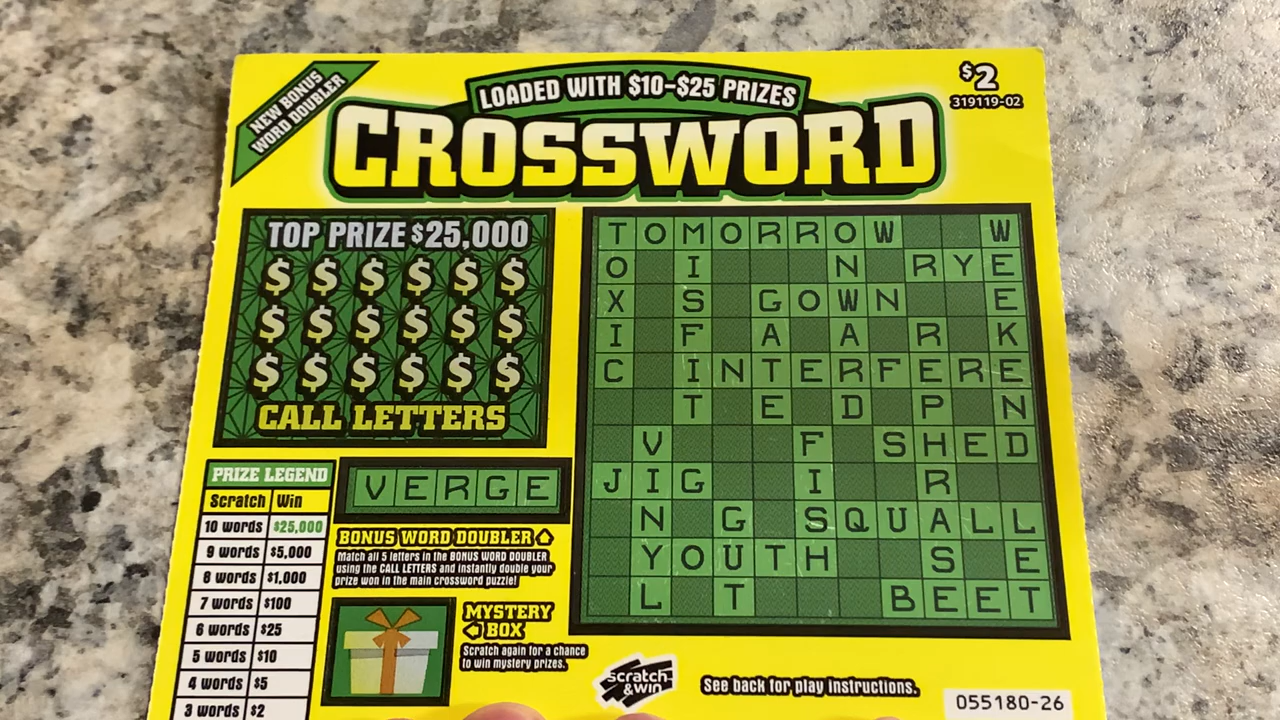 NEW BONUS
WORD DOUBLER
LOADED WITH $10-$25 PRIZES
CROSSWORD
$2
319119-02
TOP PRIZE $25,000
$ $ $ $ $ $
$ $ $ $ $ $
$ $ $ $ $ $
CALL LETTERS
PRIZE LEGEND
Scratch Win
10 words $25,000
9 words $5,000
8 words $1,000
7 words $100
6 words $25
5 words $10
4 words $5
3 words $2
VERGE
BONUS WORD DOUBLER
Match all 5 letters in the BONUS WORD DOUBLER
using the CALL LETTERS and instantly double your
prize won in the main crossword puzzle!
MYSTERY
BOX
Scratch again for a chance
to win mystery prizes.
TOMORROW W
O I N RYE
X S GOWN E
I F A A R K
C INTERFERE
T E D P N
V F SHED
JIG I R
N G SQUALL
YOUTH S E
L T BEET
Scratch
&Win
See back for play instructions.
055180-26